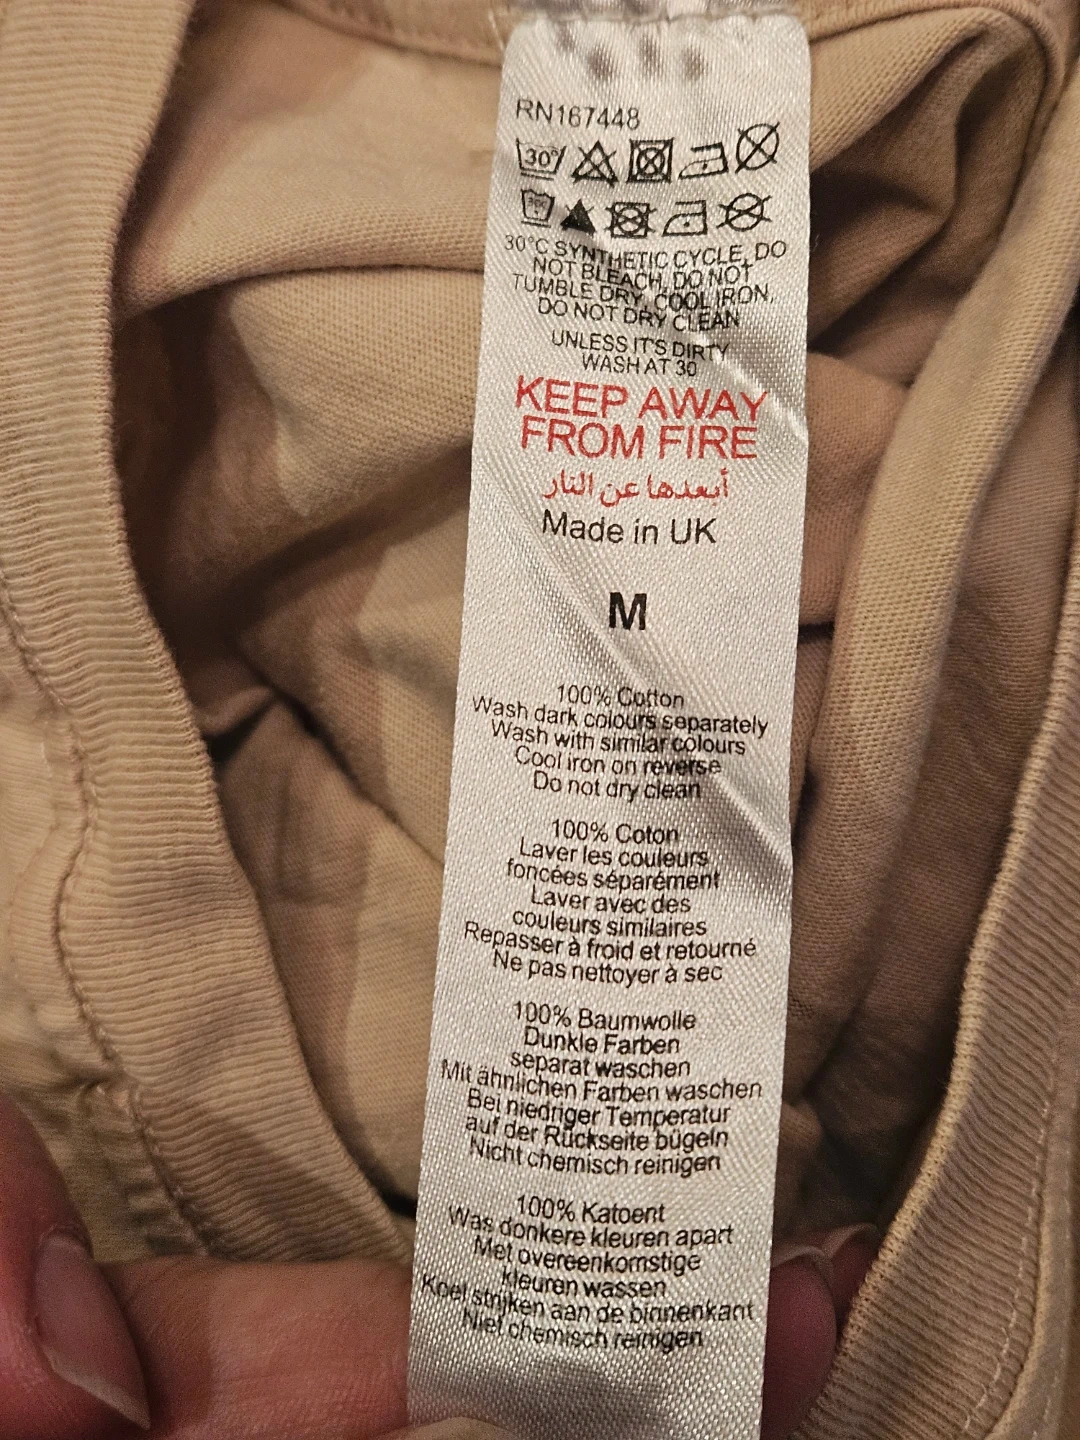 RN167448
30°
30C
30°C SYNTHETIC CYCLE, DO
NOT BLEACH, DO NOT
TUMBLE DRY, COOL IRON,
DO NOT DRY CLEAN
UNLESS IT'S DIRTY
WASH AT 30
KEEP AWAY
FROM FIRE
أبعدها عن النار
Made in UK
M
100% Cotton
Wash dark colours separately
Wash with similar colours
Cool iron on reverse
Do not dry clean
100% Coton
Laver les couleurs
foncées séparément
Laver avec des
couleurs similaires
Repasser à froid et retourné
Ne pas nettoyer à sec
100% Baumwolle
Dunkle Farben
separat waschen
Mit ähnlichen Farben waschen
Bei niedriger Temperatur
auf der Rückseite bügeln
Nicht chemisch reinigen
100% Katoent
Was donkere kleuren apart
Met overeenkomstige
kleuren wassen
Koel strijken aan de binnenkant
Niet chemisch reinigen